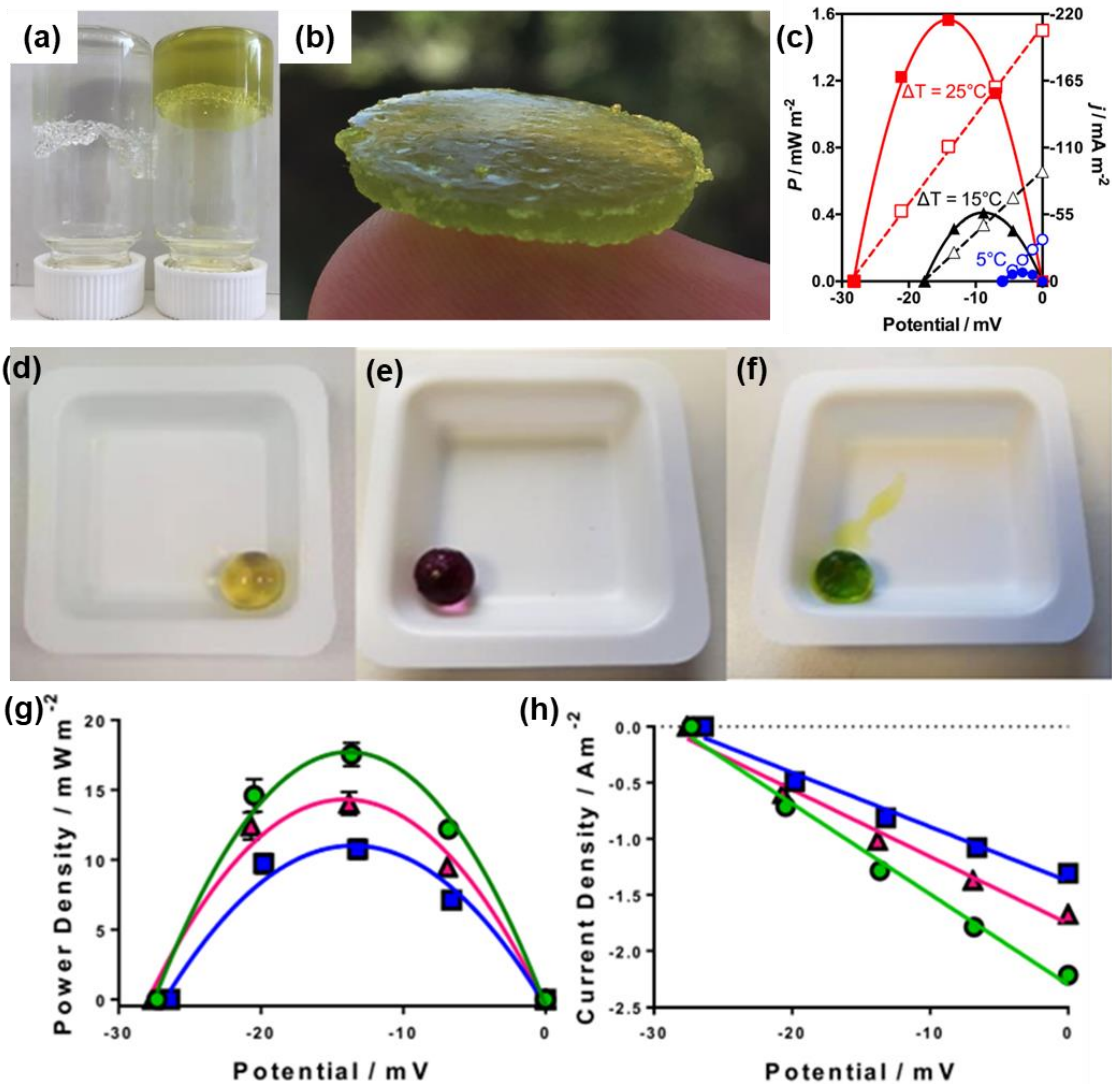 (a)
(b)
(c)
1.6
1.2
0.8
0.4
0.0
P / mW m-2
-220
-165
-110
-55
0
j / mA m-2
ΔT = 25°C
ΔT = 15°C
5°C
-30
-20
-10
0
Potential / mV
(d)
(e)
(f)
(g)
Power Density / mWm-2
20
15
10
5
0
-30
-20
-10
0
Potential / mV
(h)
Current Density / Am-2
0.0
-0.5
-1.0
-1.5
-2.0
-2.5
-30
-20
-10
0
Potential / mV